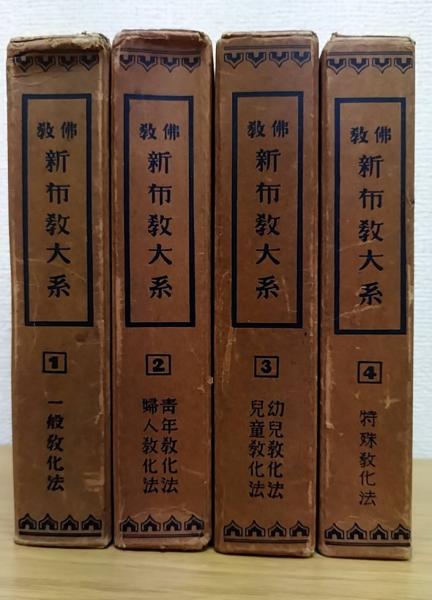 佛教
新布教大系
1
一般教化法
佛教
新布教大系
2
青年教化法
婦人教化法
佛教
新布教大系
3
幼兒教化法
兒童教化法
佛教
新布教大系
4
特殊教化法